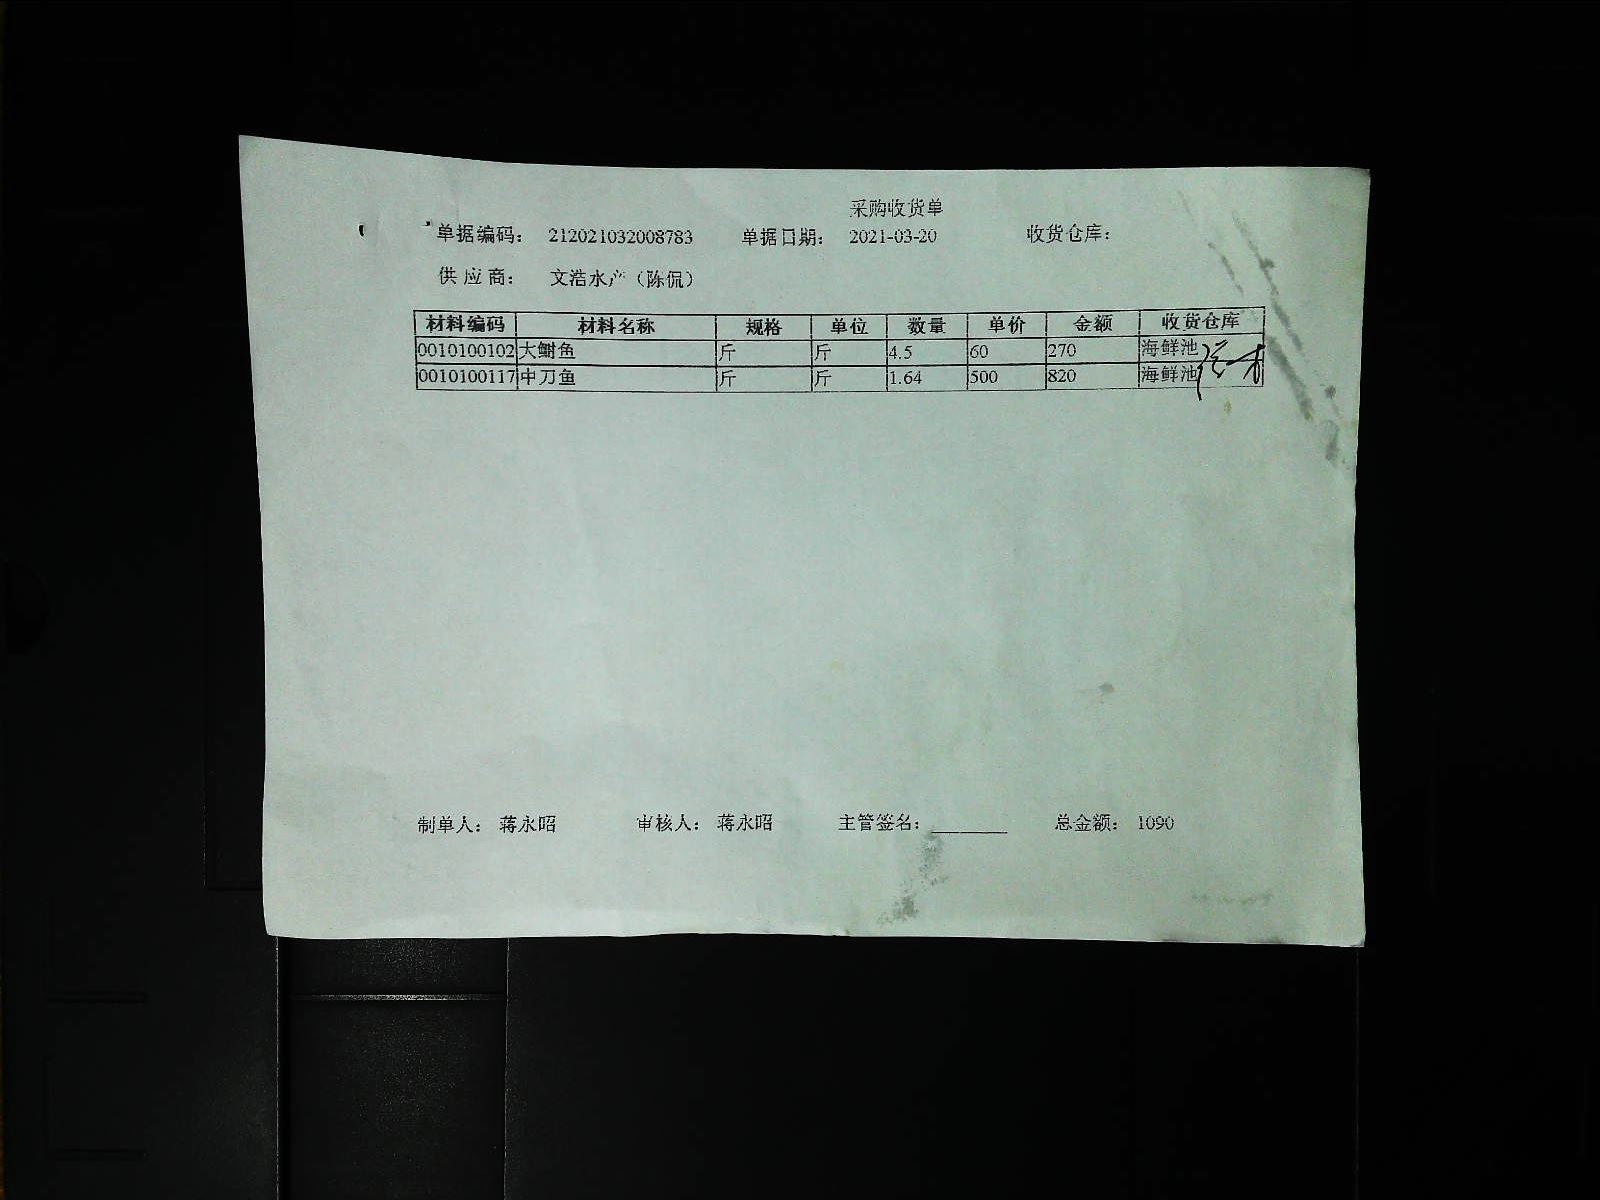 采购收货单
单据编码： 212021032008783 单据日期： 2021-03-20 收货仓库：
供应商： 文浩水产（陈侃）
材料编码 材料名称 规格 单位 数量 单价 金额 收货仓库
0010100102 大鲥鱼 斤 斤 4.5 60 270 海鲜池
0010100117 中刀鱼 斤 斤 1.64 500 820 海鲜池
制单人： 蒋永昭 审核人： 蒋永昭 主管签名： 总金额： 1090